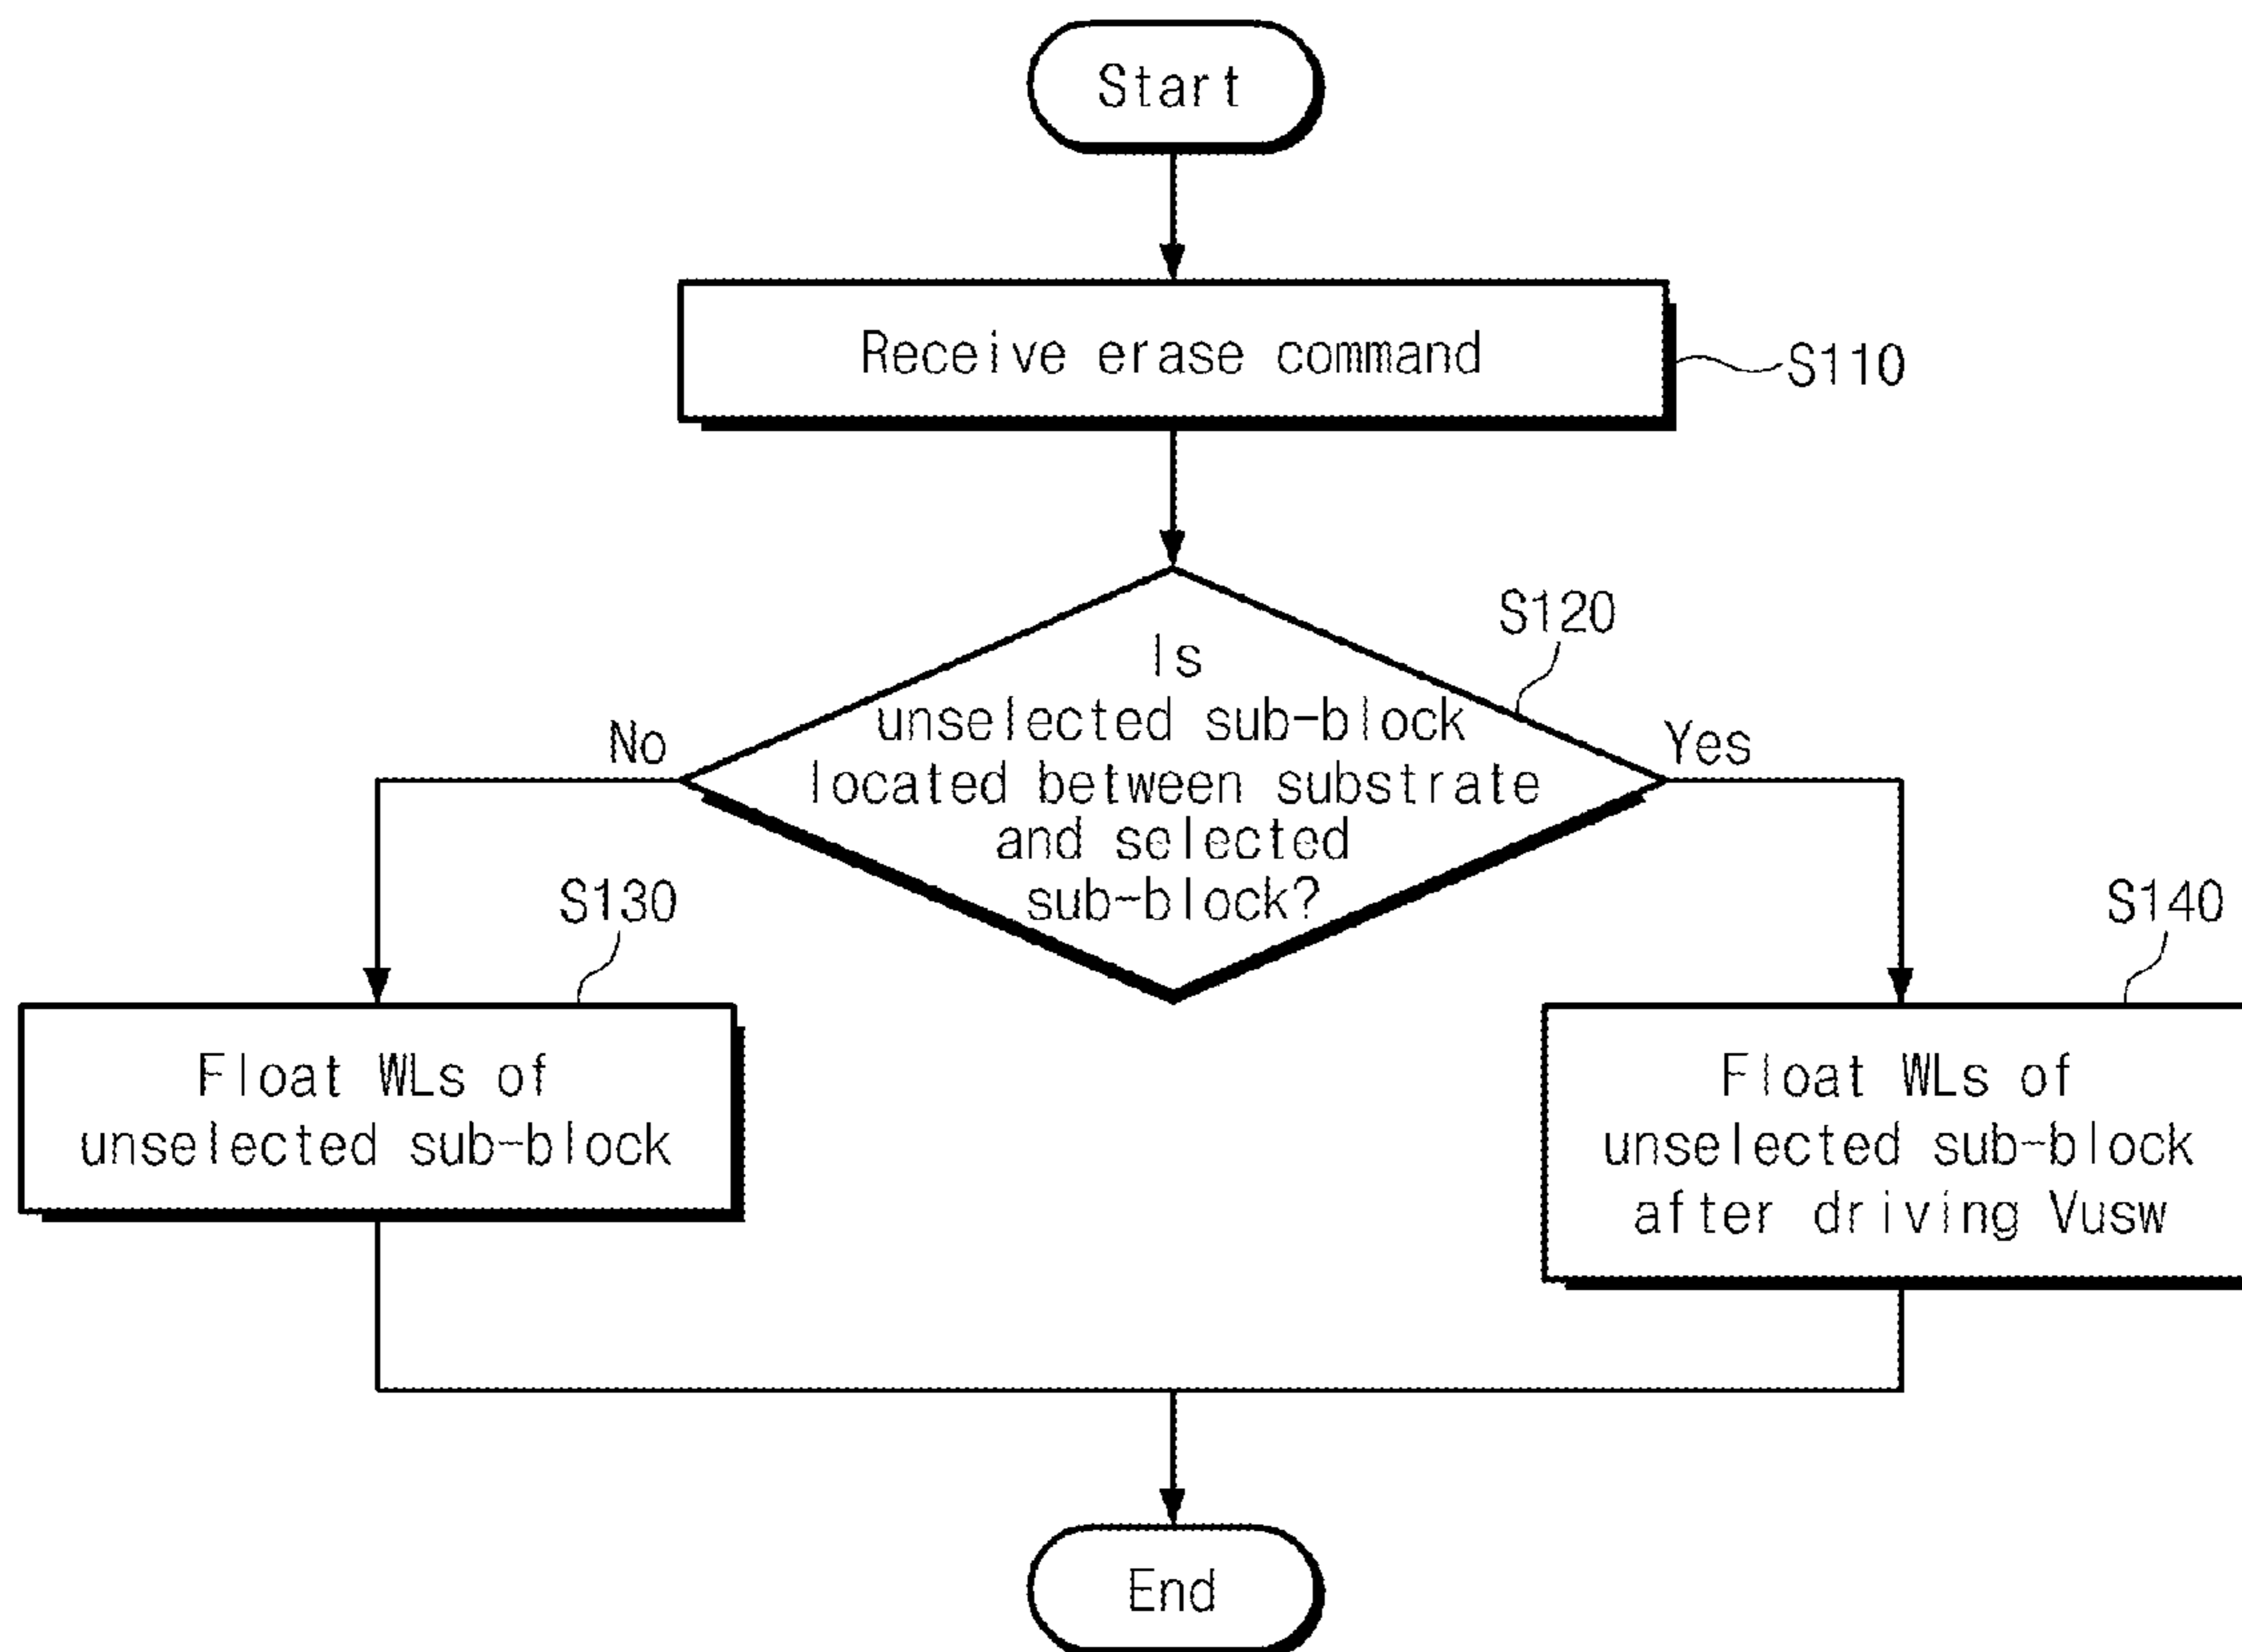 Start
Receive erase command
S110
S120
Is
unselected sub-block
located between substrate
and selected
sub-block?
No
Yes
S130
S140
Float WLs of
unselected sub-block
Float WLs of
unselected sub-block
after driving Vusw
End